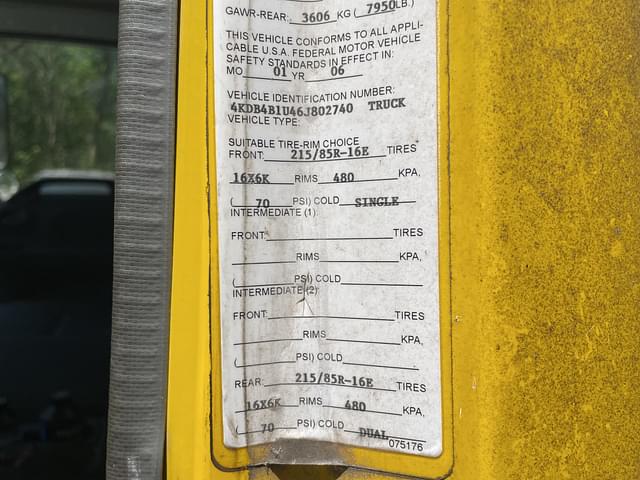 GAWR-REAR: 3606 KG ( 7950LB.)
THIS VEHICLE CONFORMS TO ALL APPLI-
CABLE U.S.A. FEDERAL MOTOR VEHICLE
SAFETY STANDARDS IN EFFECT IN:
MO 01 YR 06
VEHICLE IDENTIFICATION NUMBER:
4KDB4B1U46J802740 TRUCK
VEHICLE TYPE:
SUITABLE TIRE-RIM CHOICE
FRONT: 215/85R-16E TIRES
16X6K RIMS 480 KPA,
( 70 PSI) COLD SINGLE
INTERMEDIATE (1):
FRONT: TIRES
RIMS KPA,
( PSI) COLD
INTERMEDIATE (2):
FRONT: TIRES
RIMS KPA,
( PSI) COLD
REAR: 215/85R-16E TIRES
16X6K RIMS 480 KPA,
( 70 PSI) COLD DUAL
075176